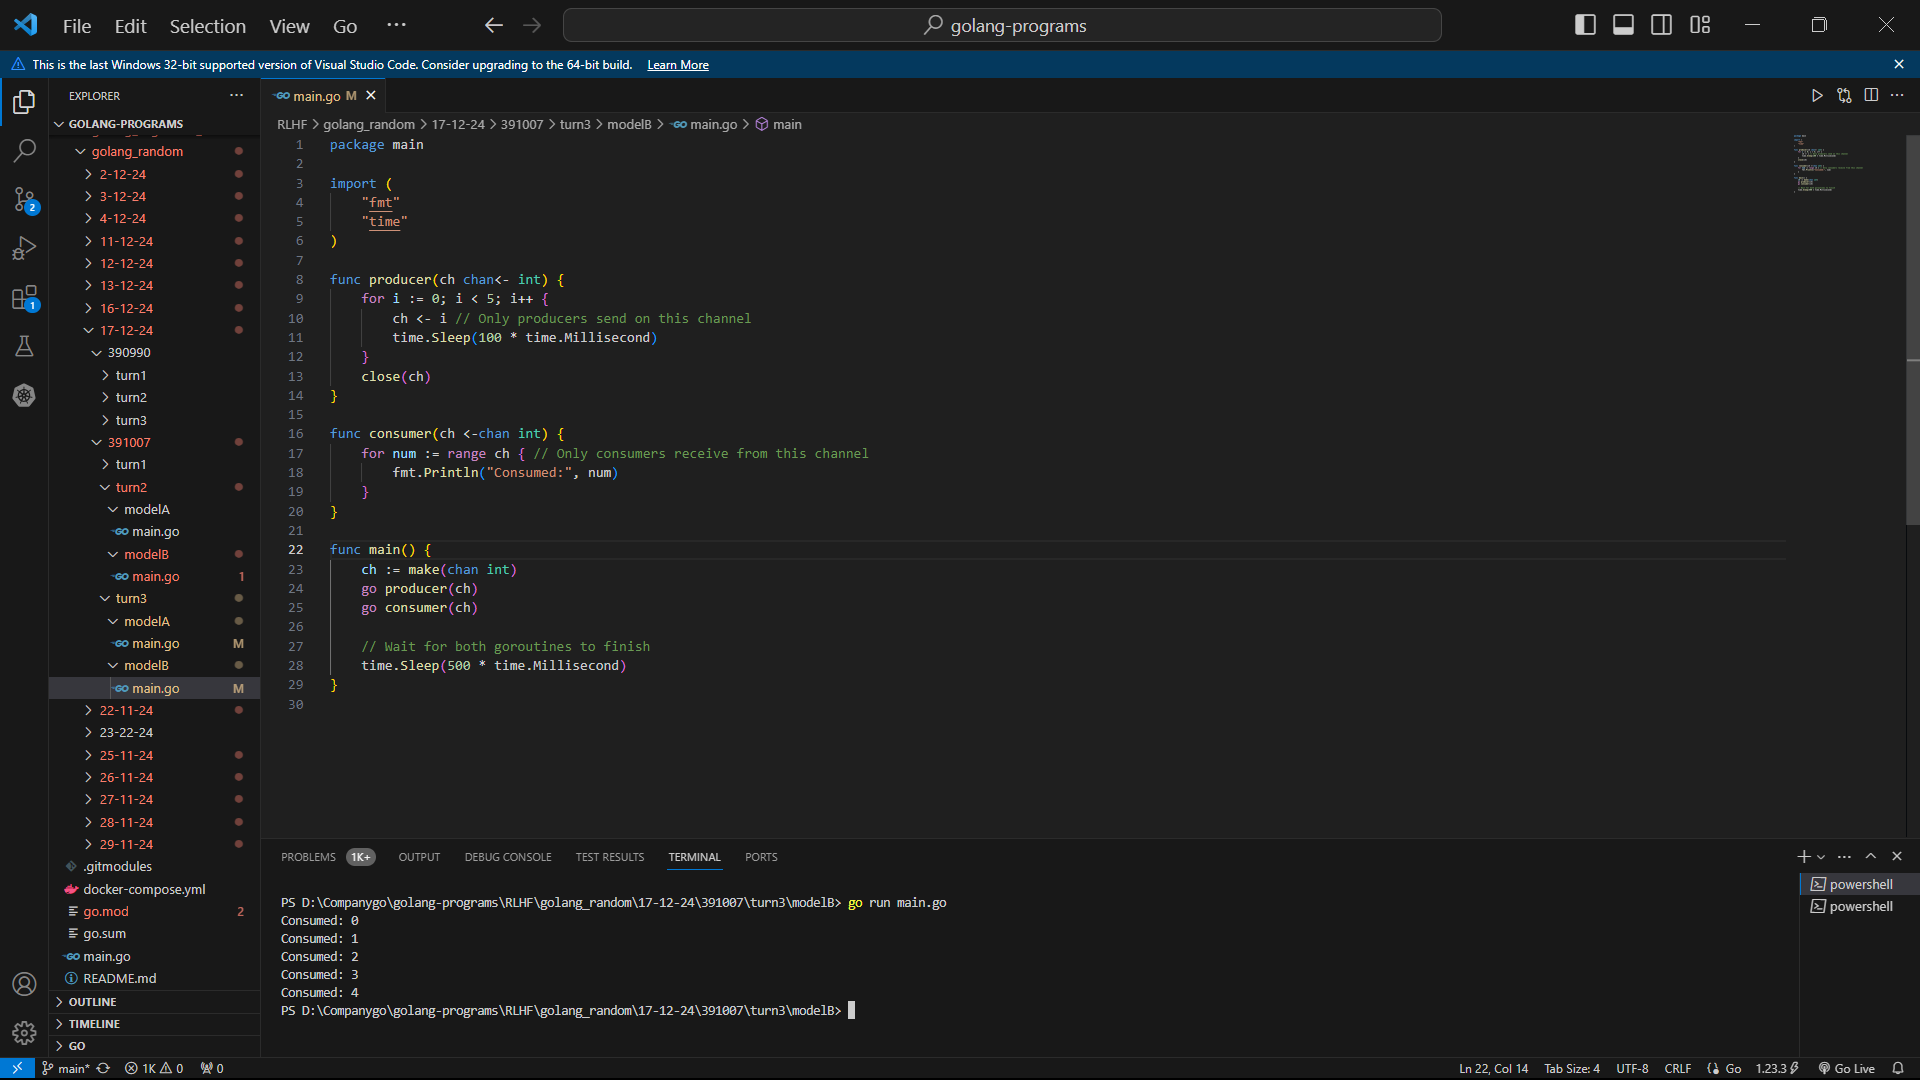 File Edit Selection View Go ··· golang-programs
This is the last Windows 32-bit supported version of Visual Studio Code. Consider upgrading to the 64-bit build. Learn More
EXPLORER
GOLANG-PROGRAMS
golang_random
2-12-24
3-12-24
4-12-24
11-12-24
12-12-24
13-12-24
16-12-24
17-12-24
390990
turn1
turn2
turn3
391007
turn1
turn2
modelA
main.go
modelB
main.go 1
turn3
modelA
main.go M
modelB
main.go M
22-11-24
23-22-24
25-11-24
26-11-24
27-11-24
28-11-24
29-11-24
.gitmodules
docker-compose.yml
go.mod 2
go.sum
main.go
README.md
OUTLINE
TIMELINE
GO
2
1
main.go M
RLHF > golang_random > 17-12-24 > 391007 > turn3 > modelB > main.go > main
1 package main
2
3 import (
4 "fmt"
5 "time"
6 )
7
8 func producer(ch chan<- int) {
9 for i := 0; i < 5; i++ {
10 ch <- i // Only producers send on this channel
11 time.Sleep(100 * time.Millisecond)
12 }
13 close(ch)
14 }
15
16 func consumer(ch <-chan int) {
17 for num := range ch { // Only consumers receive from this channel
18 fmt.Println("Consumed:", num)
19 }
20 }
21
22 func main() {
23 ch := make(chan int)
24 go producer(ch)
25 go consumer(ch)
26
27 // Wait for both goroutines to finish
28 time.Sleep(500 * time.Millisecond)
29 }
30
PROBLEMS 1K+ OUTPUT DEBUG CONSOLE TEST RESULTS TERMINAL PORTS
PS D:\Companygo\golang-programs\RLHF\golang_random\17-12-24\391007\turn3\modelB> go run main.go
Consumed: 0
Consumed: 1
Consumed: 2
Consumed: 3
Consumed: 4
PS D:\Companygo\golang-programs\RLHF\golang_random\17-12-24\391007\turn3\modelB>
powershell
powershell
main* 1K 0 0 Ln 22, Col 14 Tab Size: 4 UTF-8 CRLF Go 1.23.3 Go Live